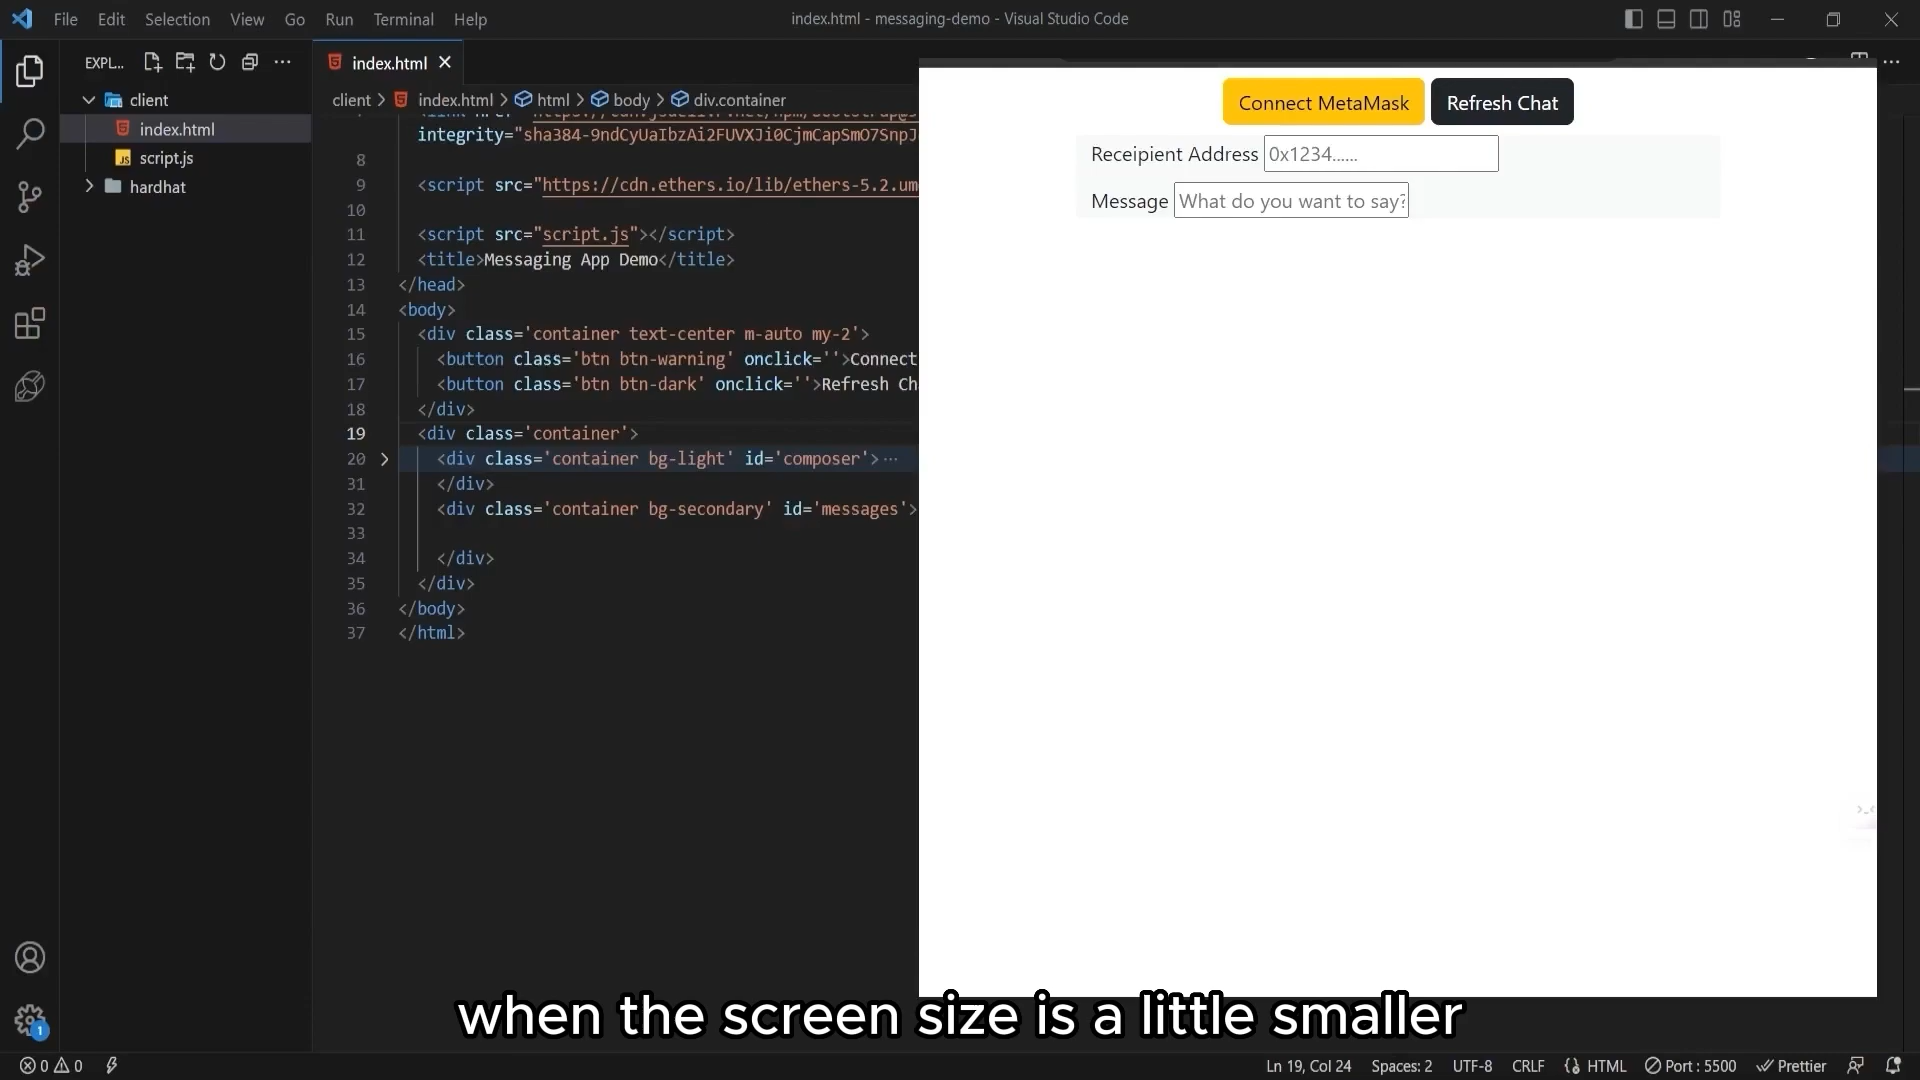 File Edit Selection View Go Run Terminal Help
index.html - messaging-demo - Visual Studio Code
EXPL...
client
index.html
script.js
hardhat
index.html
client > index.html > html > body > div.container
integrity="sha384-9ndCyUaIbzAi2FUVXJi0CjmCapSmO7SnpJ
8
9 <script src="https://cdn.ethers.io/lib/ethers-5.2.um
10
11 <script src="script.js"></script>
12 <title>Messaging App Demo</title>
13 </head>
14 <body>
15 <div class='container text-center m-auto my-2'>
16 <button class='btn btn-warning' onclick=''>Connect
17 <button class='btn btn-dark' onclick=''>Refresh Ch
18 </div>
19 <div class='container'>
20 <div class='container bg-light' id='composer'>...
31 </div>
32 <div class='container bg-secondary' id='messages'>
33
34 </div>
35 </div>
36 </body>
37 </html>
Connect MetaMask Refresh Chat
Receipient Address 0x1234......
Message What do you want to say?
when the screen size is a little smaller
1
0 0
Ln 19, Col 24 Spaces: 2 UTF-8 CRLF HTML Port : 5500 Prettier